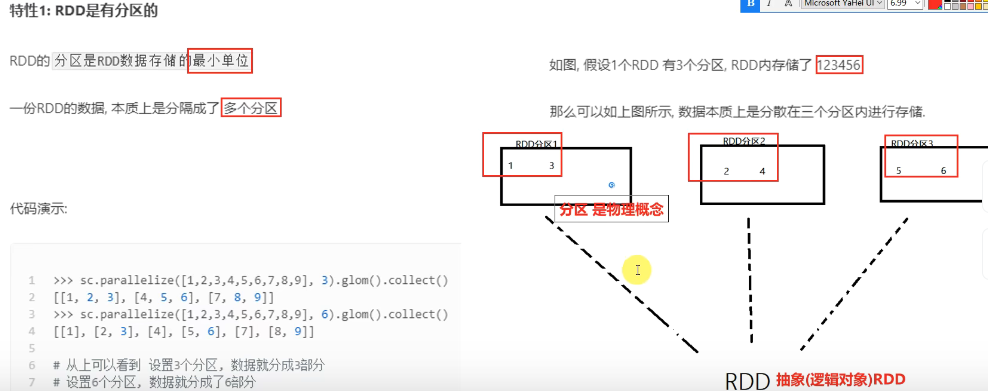 特性1: RDD是有分区的
RDD的 分区是RDD数据存储的最小单位
一份RDD的数据, 本质上是分隔成了 多个分区
代码演示:
1 >>> sc.parallelize([1,2,3,4,5,6,7,8,9], 3).glom().collect()
2 [[1, 2, 3], [4, 5, 6], [7, 8, 9]]
3 >>> sc.parallelize([1,2,3,4,5,6,7,8,9], 6).glom().collect()
4 [[1], [2, 3], [4], [5, 6], [7], [8, 9]]
5
6 # 从上可以看到 设置3个分区, 数据就分成3部分
7 # 设置6个分区, 数据就分成了6部分
B I A Microsoft YaHei UI 6.99
如图, 假设1个RDD 有3个分区, RDD内存储了 123456
那么可以如上图所示, 数据本质上是分散在三个分区内进行存储.
RDD分区1 RDD分区2 RDD分区3
1 3 2 4 5 6
分区 是物理概念
RDD 抽象(逻辑对象)RDD